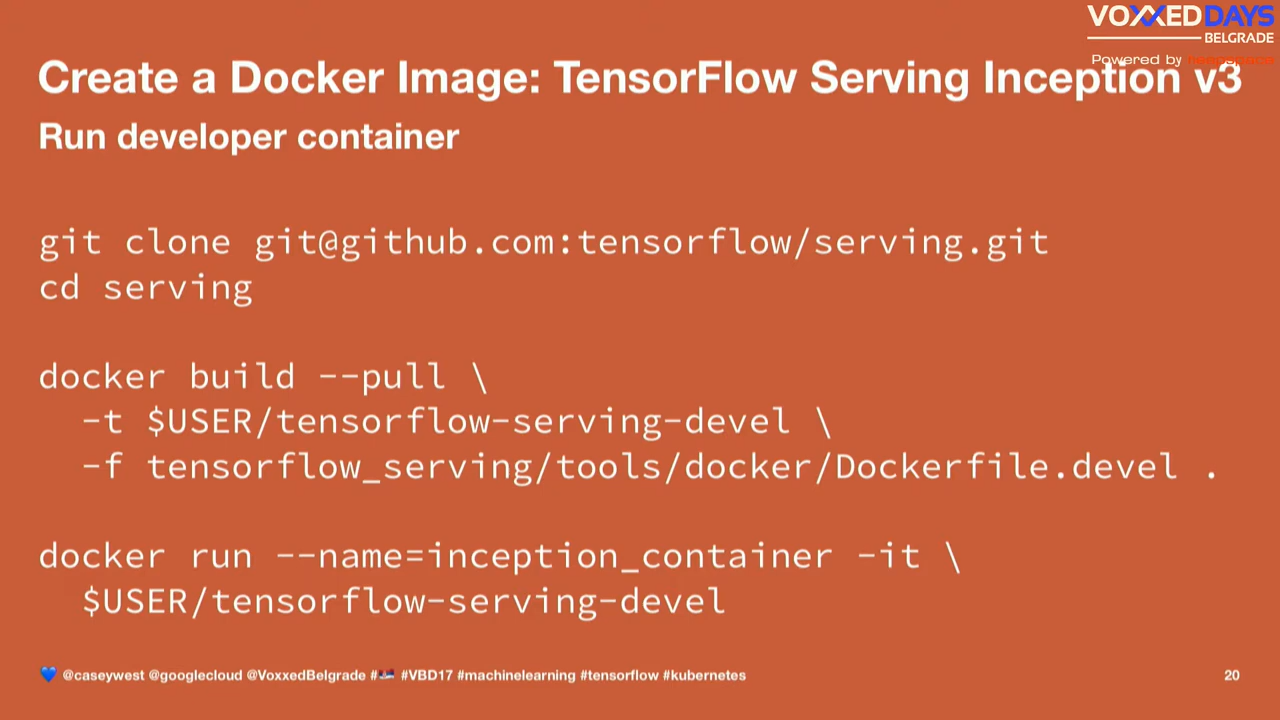 VOXXED DAYS
BELGRADE
Powered by
Create a Docker Image: TensorFlow Serving Inception v3
Run developer container
git clone git@github.com:tensorflow/serving.git
cd serving
docker build --pull \
-t $USER/tensorflow-serving-devel \
-f tensorflow_serving/tools/docker/Dockerfile.devel .
docker run --name=inception_container -it \
$USER/tensorflow-serving-devel
💙 @caseywest @googlecloud @VoxxedBelgrade #🇷🇸 #VBD17 #machinelearning #tensorflow #kubernetes
20